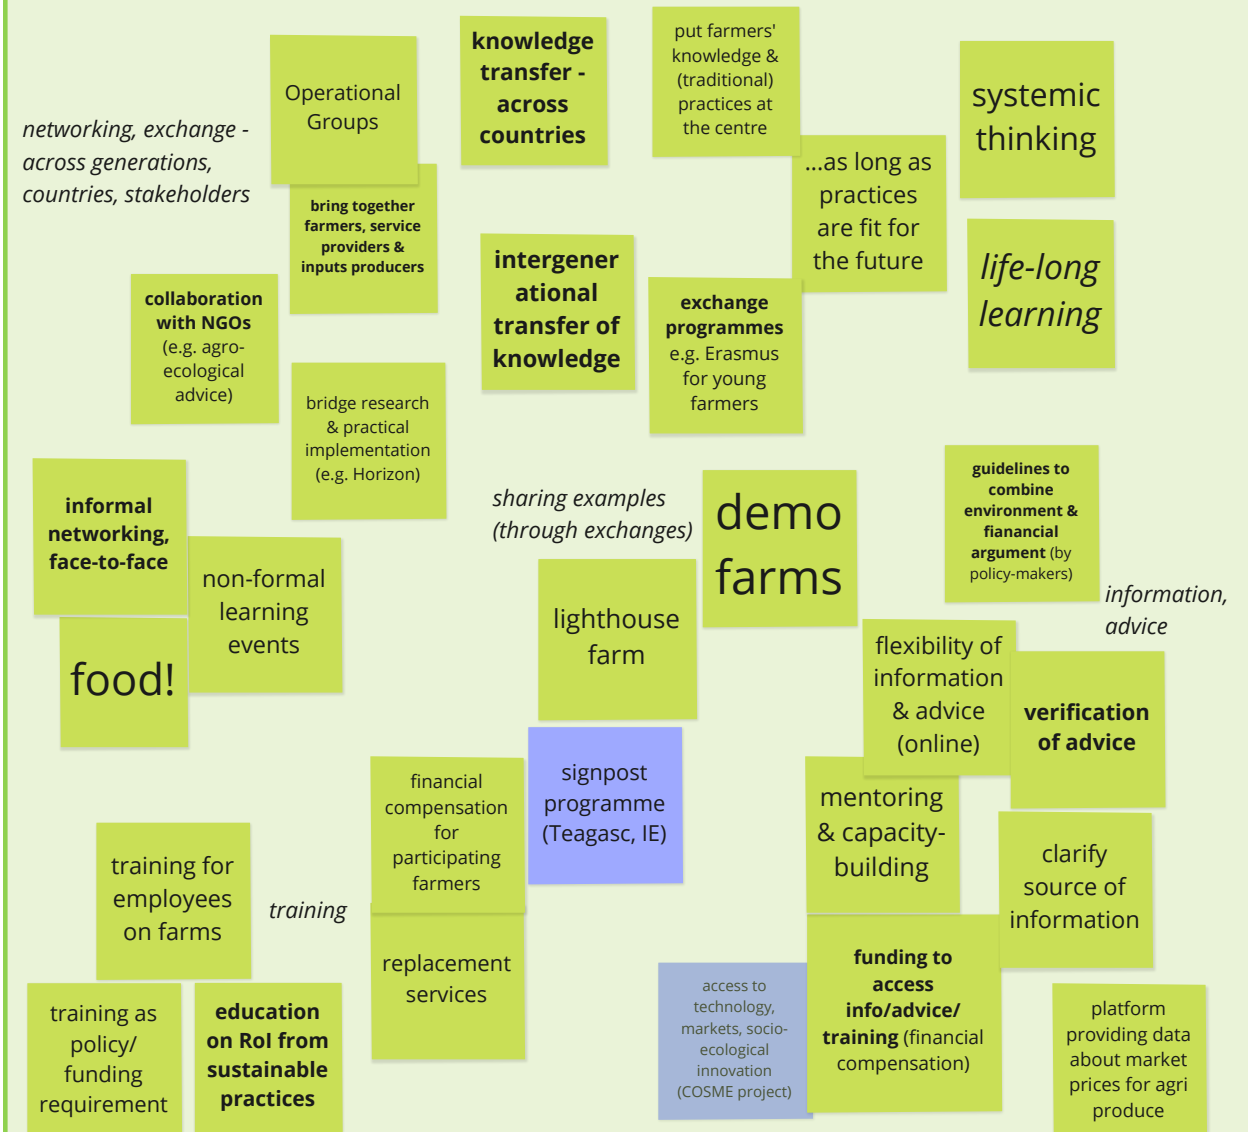 networking, exchange -
across generations,
countries, stakeholders
Operational
Groups
bring together
farmers, service
providers &
inputs producers
knowledge
transfer -
across
countries
put farmers'
knowledge &
(traditional)
practices at
the centre
...as long as
practices
are fit for
the future
systemic
thinking
life-long
learning
collaboration
with NGOs
(e.g. agro-
ecological
advice)
bridge research
& practical
implementation
(e.g. Horizon)
intergener
ational
transfer of
knowledge
exchange
programmes
e.g. Erasmus
for young
farmers
informal
networking,
face-to-face
non-formal
learning
events
food!
sharing examples
(through exchanges)
demo
farms
lighthouse
farm
signpost
programme
(Teagasc, IE)
guidelines to
combine
environment &
fianancial
argument (by
policy-makers)
information,
advice
flexibility of
information
& advice
(online)
verification
of advice
mentoring
& capacity-
building
clarify
source of
information
funding to
access
info/advice/
training (financial
compensation)
access to
technology,
markets, socio-
ecological
innovation
(COSME project)
platform
providing data
about market
prices for agri
produce
financial
compensation
for
participating
farmers
replacement
services
training
training for
employees
on farms
training as
policy/
funding
requirement
education
on RoI from
sustainable
practices